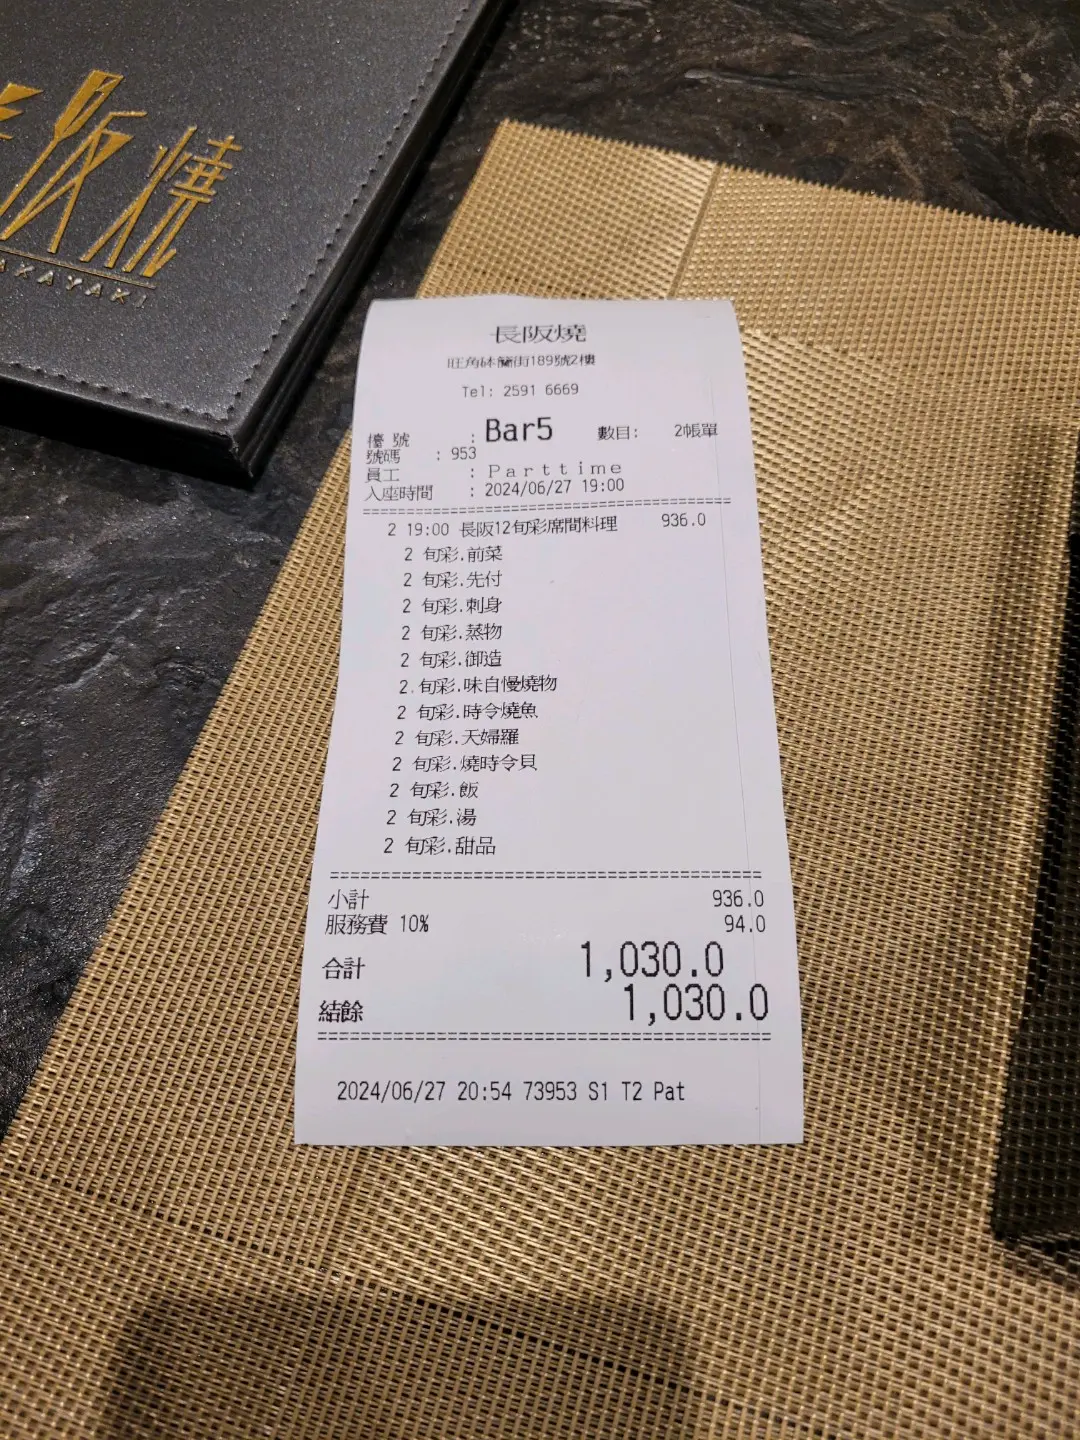 阪燒
AKAYAKI
長阪燒
旺角砵蘭街189號2樓
Tel: 2591 6669
檯 號 : Bar5 數目: 2帳單
號碼 : 953
員工 : Parttime
入座時間 : 2024/06/27 19:00
2 19:00 長阪12旬彩席間料理 936.0
2 旬彩.前菜
2 旬彩.先付
2 旬彩.刺身
2 旬彩.蒸物
2 旬彩.御造
2 旬彩.味自慢燒物
2 旬彩.時令燒魚
2 旬彩.天婦羅
2 旬彩.燒時令貝
2 旬彩.飯
2 旬彩.湯
2 旬彩.甜品
小計 936.0
服務費 10% 94.0
合計 1,030.0
結餘 1,030.0
2024/06/27 20:54 73953 S1 T2 Pat